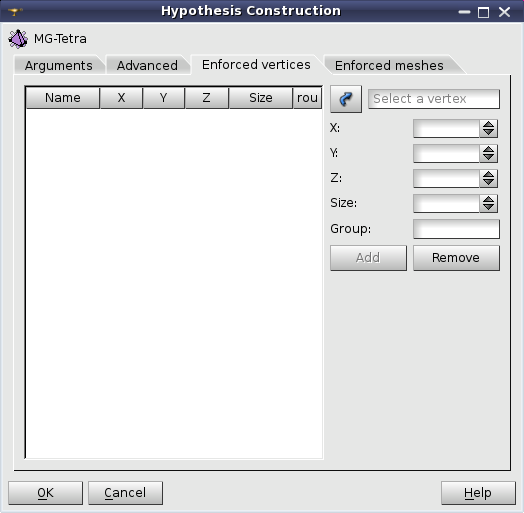 Hypothesis Construction
MG-Tetra
Arguments Advanced Enforced vertices Enforced meshes
Name X Y Z Size rou
Select a vertex
X:
Y:
Z:
Size:
Group:
Add Remove
OK Cancel Help